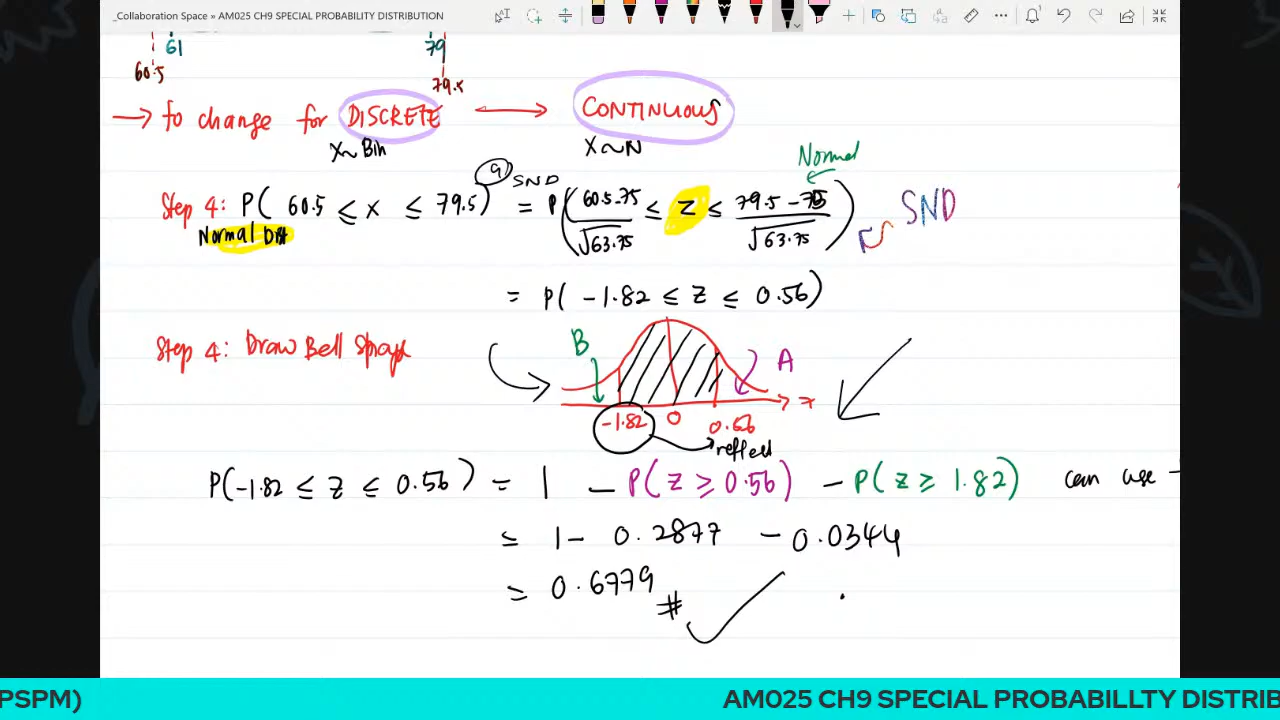 _Collaboration Space » AM025 CH9 SPECIAL PROBABILITY DISTRIBUTION
61 79
60.5 79.5
→ to change for DISCRETE ⟷ CONTINUOUS
X~Bin X~N
Normal
9 SND
Step 4: P( 60.5 ≤ x ≤ 79.5) = P( (60.5-75)/√63.75 ≤ z ≤ (79.5-75)/√63.75 ) SND
Normal Dist
= P( -1.82 ≤ z ≤ 0.56)
Step 4: Draw Bell
B A
-1.82 0 0.56 x
reflect
P(-1.82 ≤ z ≤ 0.56) = 1 - P(z ≥ 0.56) - P(z ≥ 1.82) can use -
= 1 - 0.2877 - 0.0344
= 0.6779 #
PSPM) AM025 CH9 SPECIAL PROBABILLTY DISTRIB